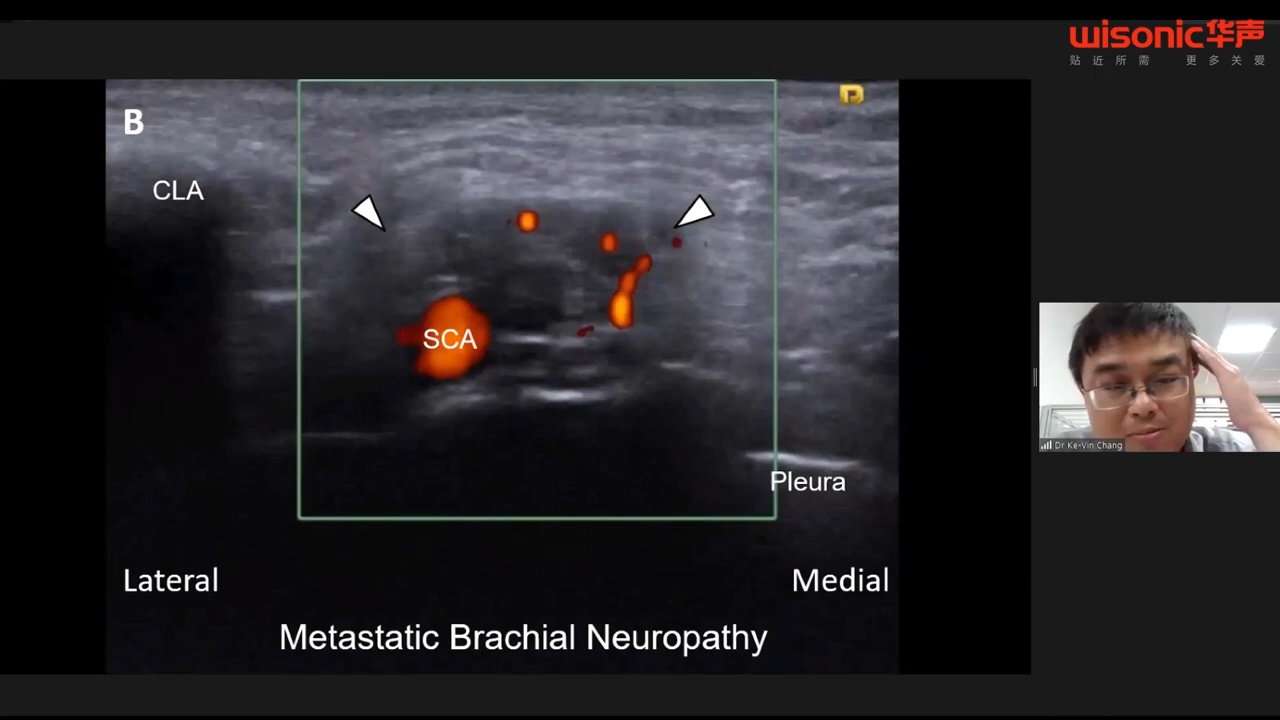 wisonic华声
贴近所需 更多关爱
B
P
CLA
SCA
Pleura
Lateral
Medial
Metastatic Brachial Neuropathy
Dr Ke-Vin Chang